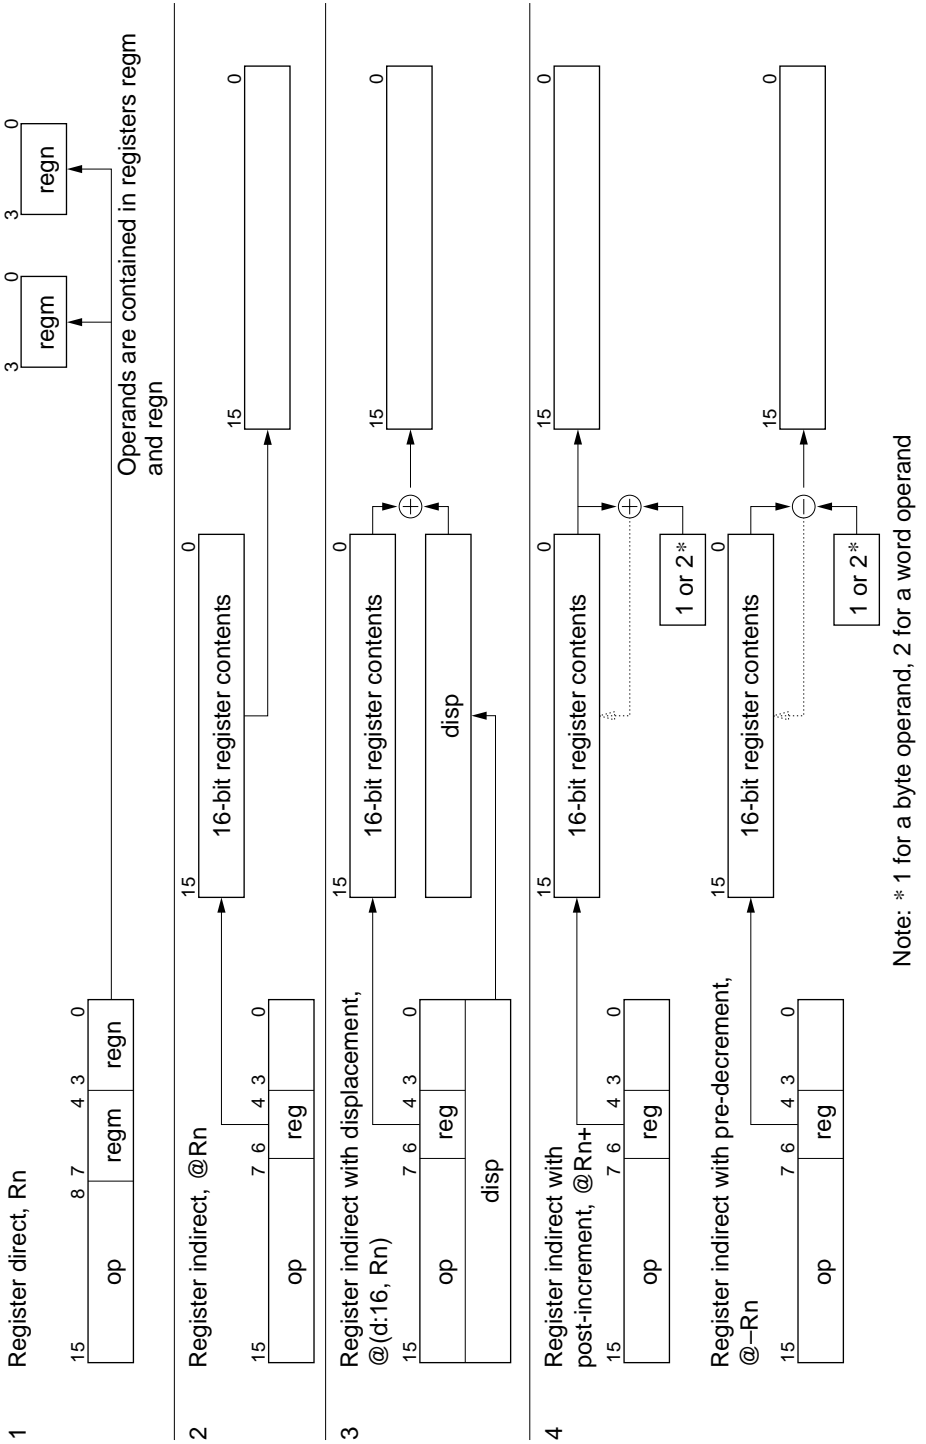 1
Register direct, Rn
15
8
7
4
3
0
op
regm
regn
3
0
regm
3
0
regn
Operands are contained in registers regm
and regn
2
Register indirect, @Rn
15
7
6
4
3
0
op
reg
15
0
16-bit register contents
15
0
3
Register indirect with displacement,
@(d:16, Rn)
15
7
6
4
3
0
op
reg
disp
15
0
16-bit register contents
disp
+
15
0
4
Register indirect with
post-increment, @Rn+
15
7
6
4
3
0
op
reg
15
0
16-bit register contents
1 or 2*
+
15
0
Register indirect with pre-decrement,
@–Rn
15
7
6
4
3
0
op
reg
15
0
16-bit register contents
1 or 2*
–
15
0
Note: * 1 for a byte operand, 2 for a word operand